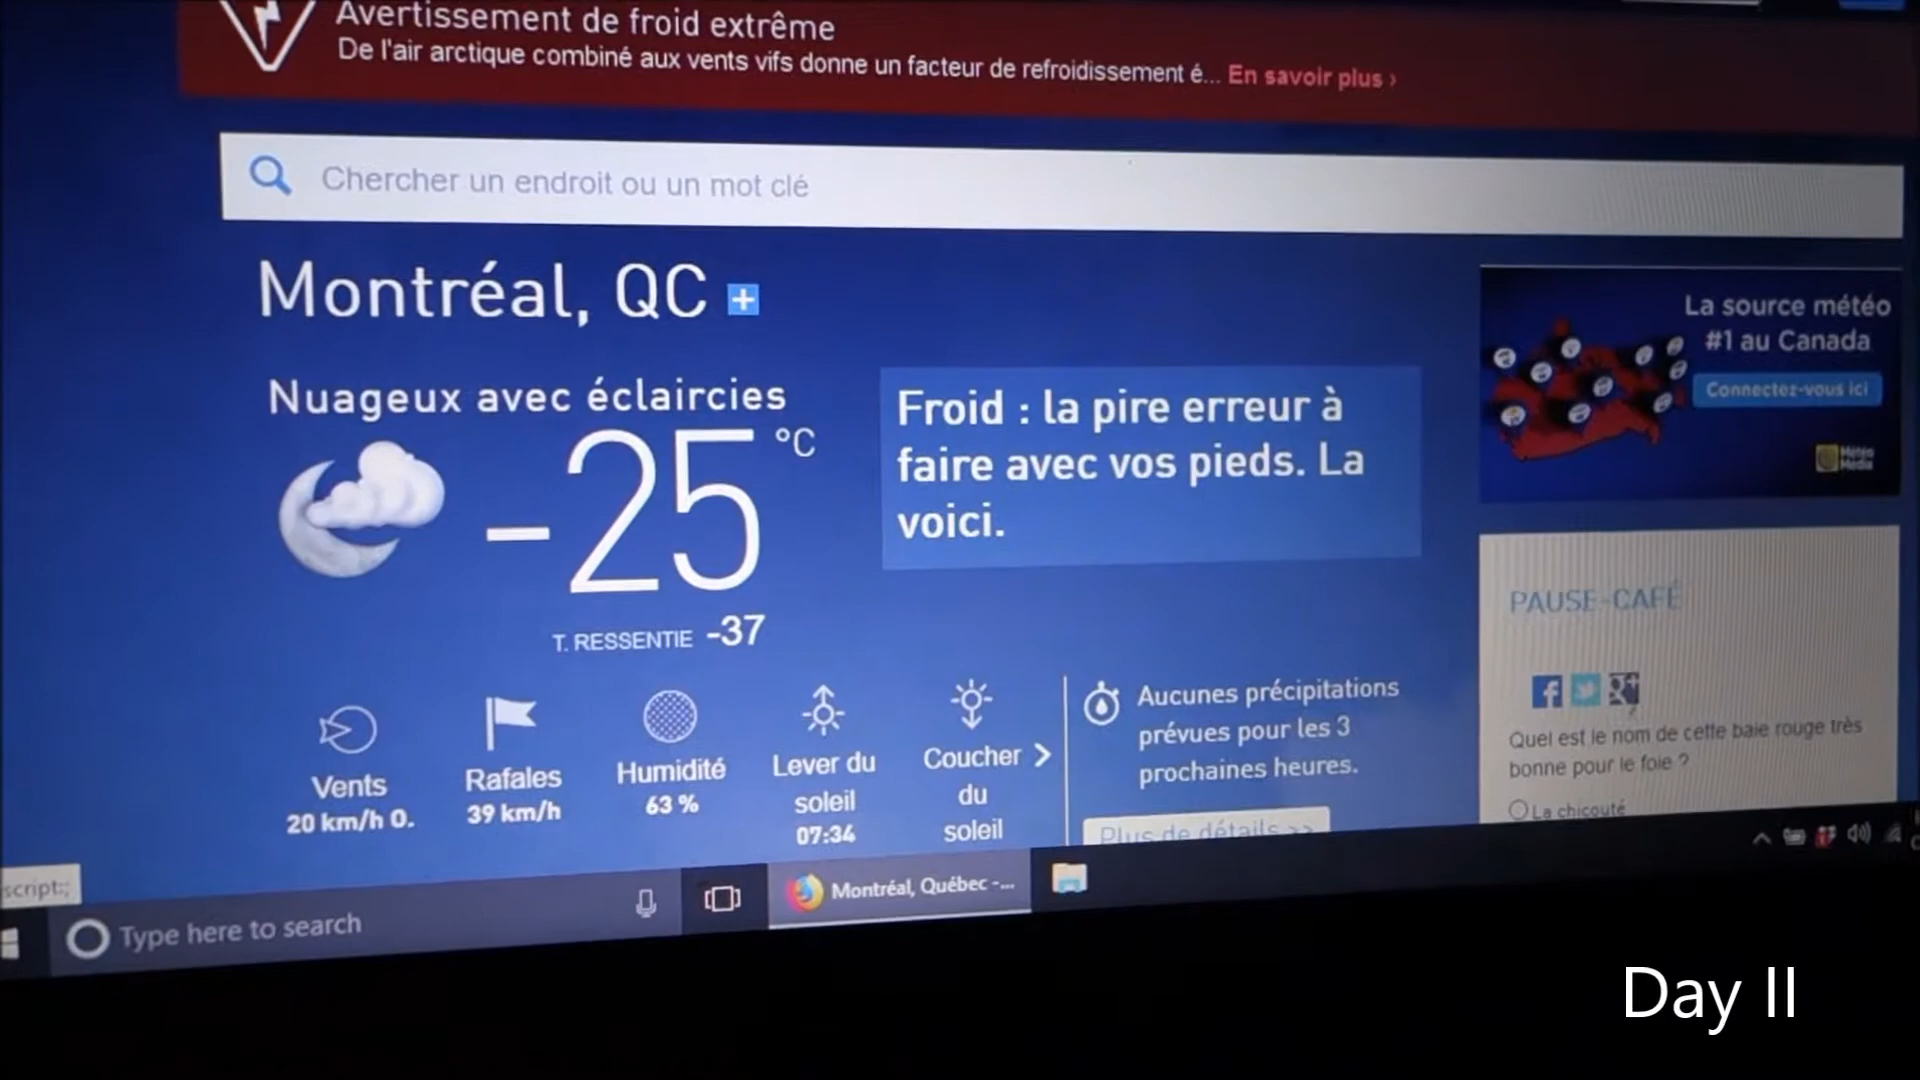 Avertissement de froid extrême
De l'air arctique combiné aux vents vifs donne un facteur de refroidissement é... En savoir plus ›
Chercher un endroit ou un mot clé
Montréal, QC +
Nuageux avec éclaircies
-25 °C
T. RESSENTIE -37
Froid : la pire erreur à
faire avec vos pieds. La
voici.
La source météo
#1 au Canada
Connectez-vous ici
Météo
Média
PAUSE-CAFÉ
Quel est le nom de cette baie rouge très
bonne pour le foie ?
La chicouté
Vents
20 km/h O.
Rafales
39 km/h
Humidité
63 %
Lever du
soleil
07:34
Coucher
du
soleil
Aucunes précipitations
prévues pour les 3
prochaines heures.
Plus de détails >>
script:;
Type here to search
Montréal, Québec -...
Day II